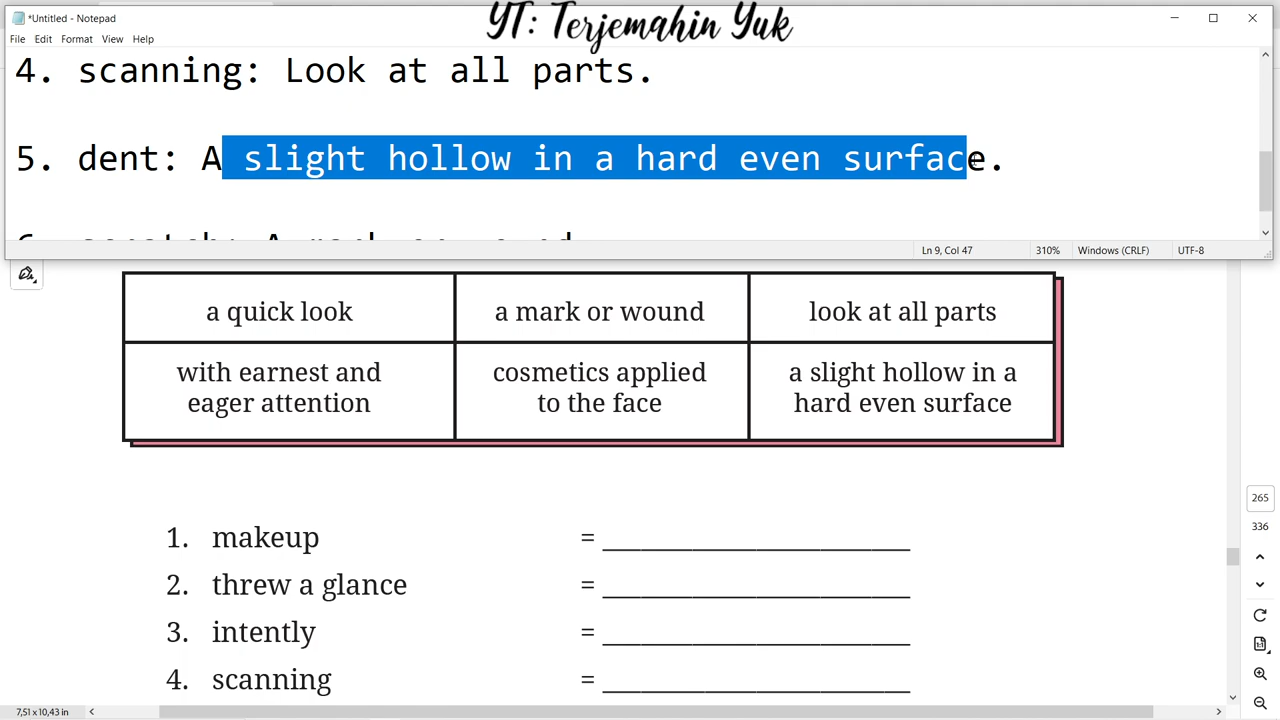 YT: Terjemahin Yuk
*Untitled - Notepad
File Edit Format View Help
4. scanning: Look at all parts.
5. dent: A slight hollow in a hard even surface.
Ln 9, Col 47 310% Windows (CRLF) UTF-8
a quick look a mark or wound look at all parts
with earnest and cosmetics applied a slight hollow in a
eager attention to the face hard even surface
265
336
1. makeup =
2. threw a glance =
3. intently =
4. scanning =
7,51 x 10,43 in